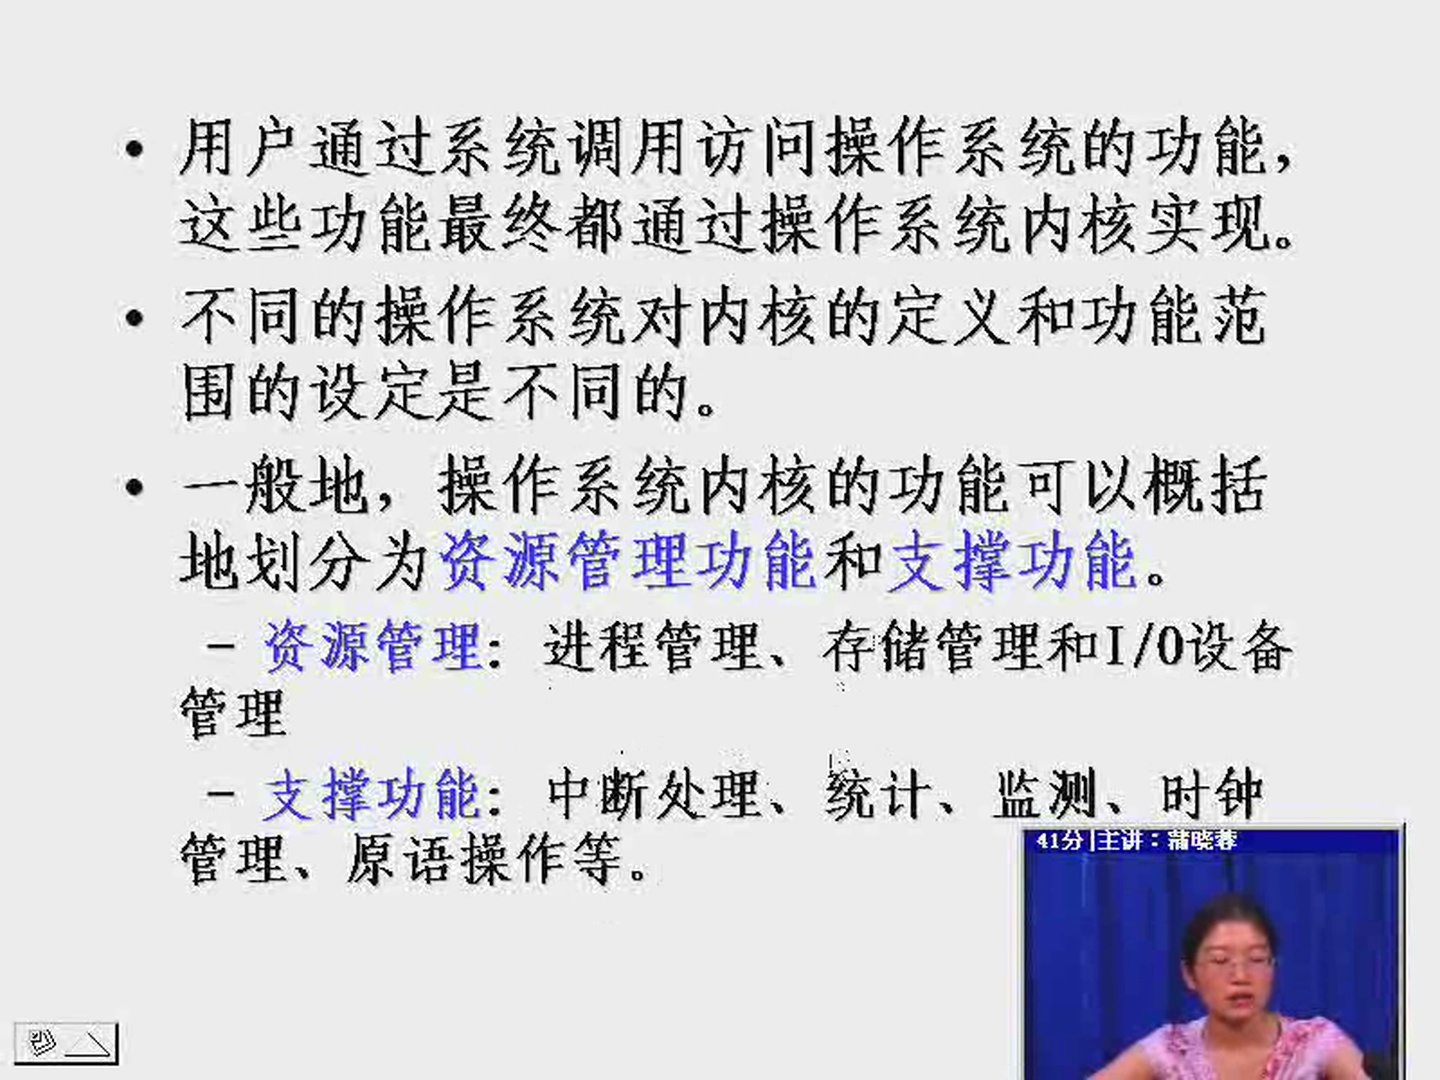 • 用户通过系统调用访问操作系统的功能，
这些功能最终都通过操作系统内核实现。
• 不同的操作系统对内核的定义和功能范
围的设定是不同的。
• 一般地，操作系统内核的功能可以概括
地划分为资源管理功能和支撑功能。
– 资源管理：进程管理、存储管理和I/O设备
管理
– 支撑功能：中断处理、统计、监测、时钟
管理、原语操作等。
41分|主讲：蒲晓蓉